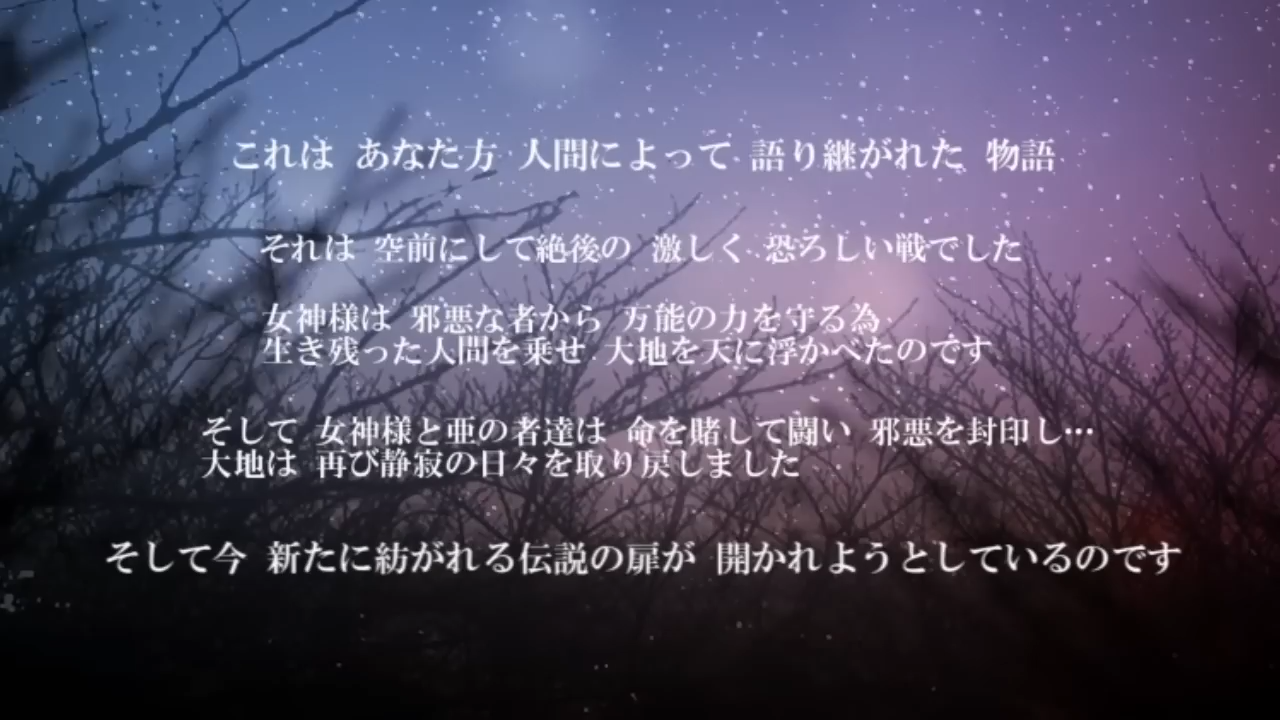 これは あなた方 人間によって 語り継がれた 物語
それは 空前にして絶後の 激しく 恐ろしい戦でした
女神様は 邪悪な者から 万能の力を守る為
生き残った人間を乗せ 大地を天に浮かべたのです
そして 女神様と亜の者達は 命を賭して闘い 邪悪を封印し…
大地は 再び静寂の日々を取り戻しました
そして今 新たに紡がれる伝説の扉が 開かれようとしているのです